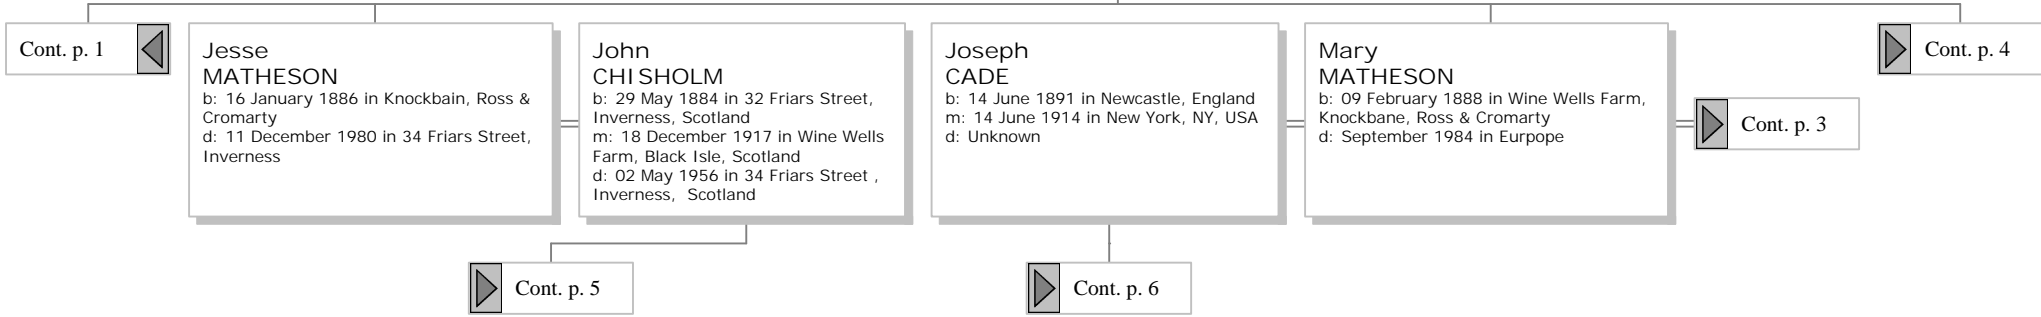 Cont. p. 1
Jesse
MATHESON
b: 16 January 1886 in Knockbain, Ross &
Cromarty
d: 11 December 1980 in 34 Friars Street,
Inverness
John
CHISHOLM
b: 29 May 1884 in 32 Friars Street,
Inverness, Scotland
m: 18 December 1917 in Wine Wells
Farm, Black Isle, Scotland
d: 02 May 1956 in 34 Friars Street ,
Inverness,  Scotland
Joseph
CADE
b: 14 June 1891 in Newcastle, England
m: 14 June 1914 in New York, NY, USA
d: Unknown
Mary
MATHESON
b: 09 February 1888 in Wine Wells Farm,
Knockbane, Ross & Cromarty
d: September 1984 in Eurpope
Cont. p. 4
Cont. p. 3
Cont. p. 5
Cont. p. 6